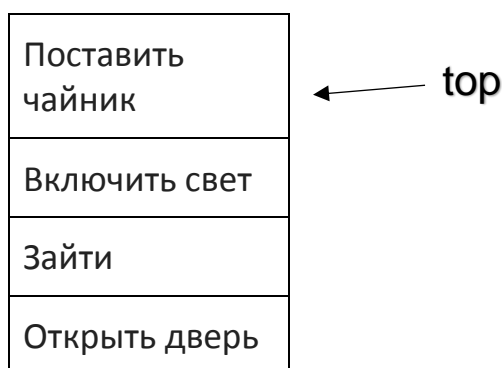 Поставить
чайник
top
Включить свет
Зайти
Открыть дверь